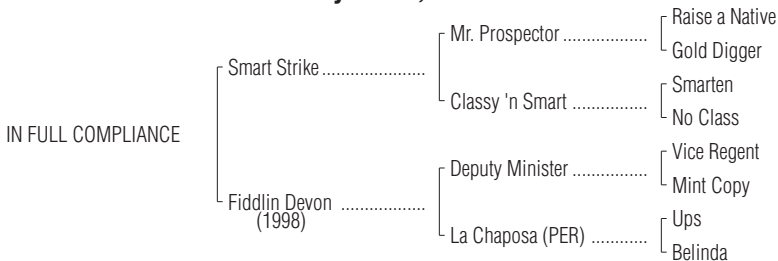 Raise a Native
Mr. Prospector ..................
Gold Digger
Smart Strike......................
Smarten
Classy 'n Smart ................
No Class
IN FULL COMPLIANCE
Vice Regent
Deputy Minister ................
Mint Copy
Fiddlin Devon ..................
(1998)
Ups
La Chaposa (PER) ............
Belinda